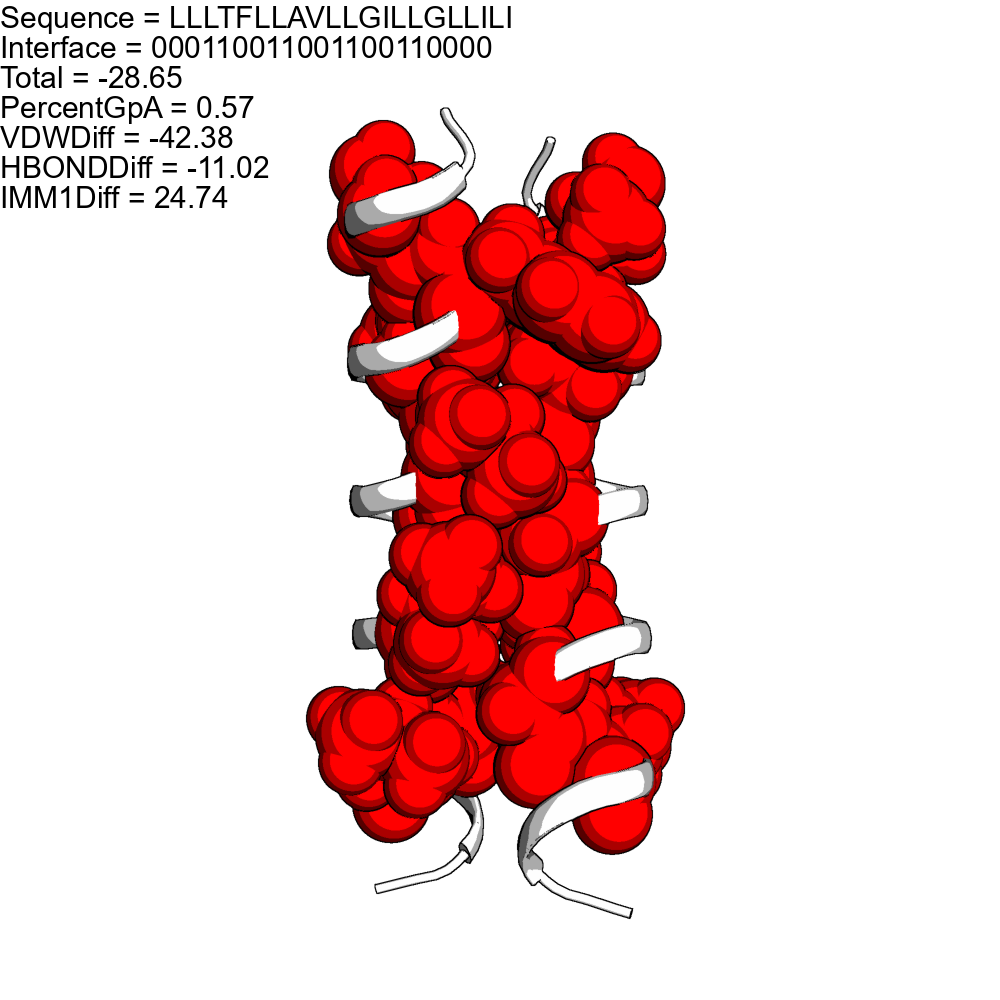 Sequence = LLLTFLLAVLLGILLGLLILI
Interface = 000110011001100110000
Total = -28.65
PercentGpA = 0.57
VDWDiff = -42.38
HBONDDiff = -11.02
IMM1Diff = 24.74